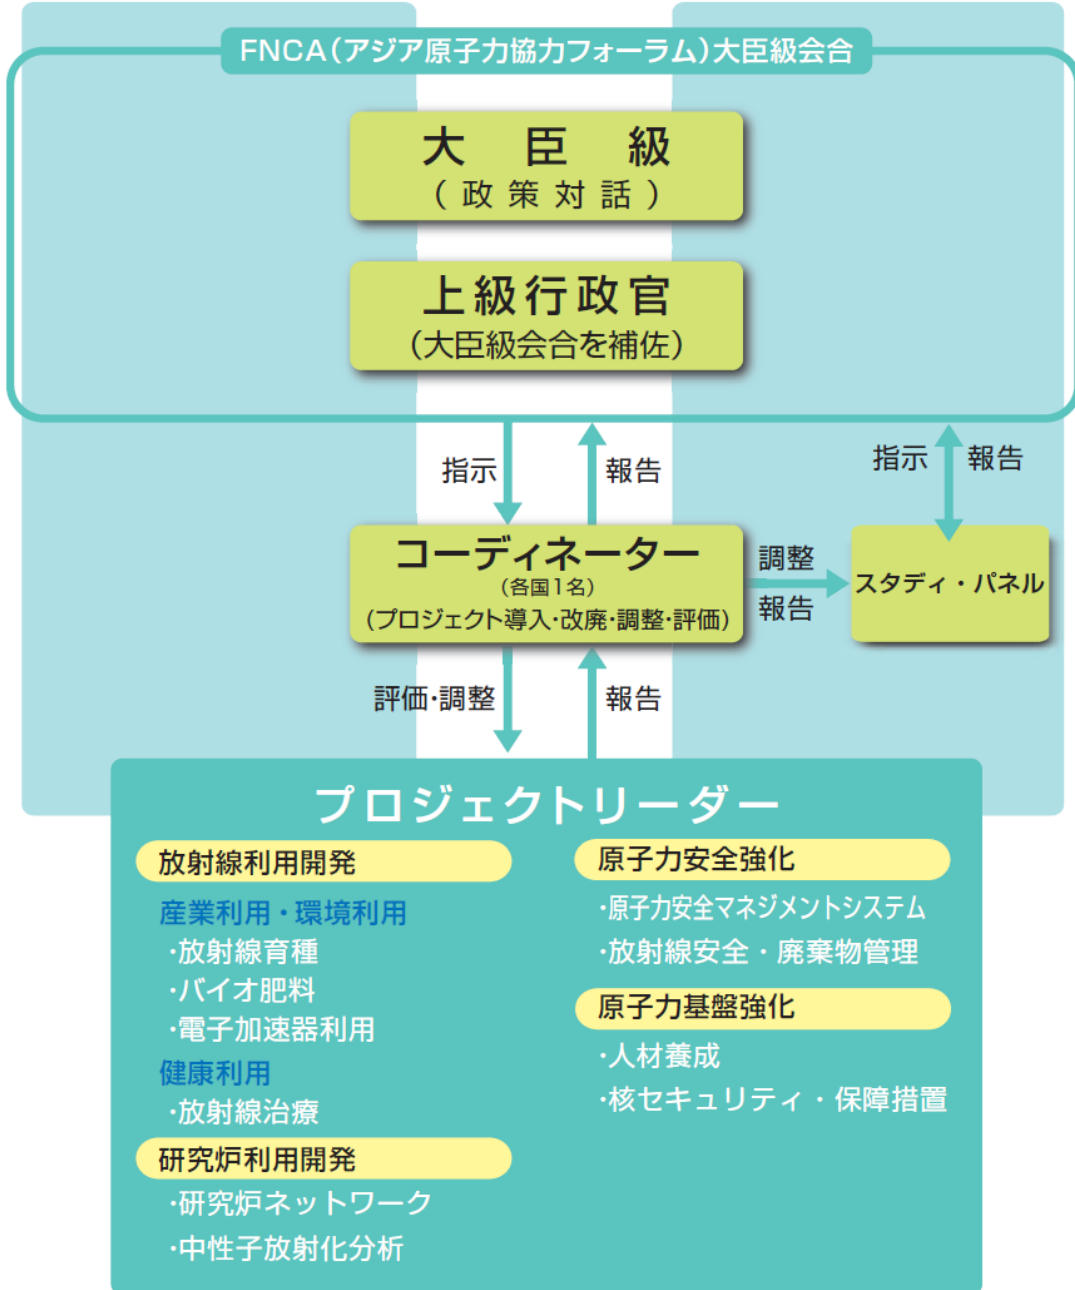 FNCA(アジア原子力協力フォーラム)大臣級会合
大臣級
(政策対話)
上級行政官
(大臣級会合を補佐)
指示
報告
指示
報告
コーディネーター
(各国1名)
(プロジェクト導入・改廃・調整・評価)
調整
報告
スタディ・パネル
評価・調整
報告
プロジェクトリーダー
放射線利用開発
産業利用・環境利用
・放射線育種
・バイオ肥料
・電子加速器利用
健康利用
・放射線治療
研究炉利用開発
・研究炉ネットワーク
・中性子放射化分析
原子力安全強化
・原子力安全マネジメントシステム
・放射線安全・廃棄物管理
原子力基盤強化
・人材養成
・核セキュリティ・保障措置